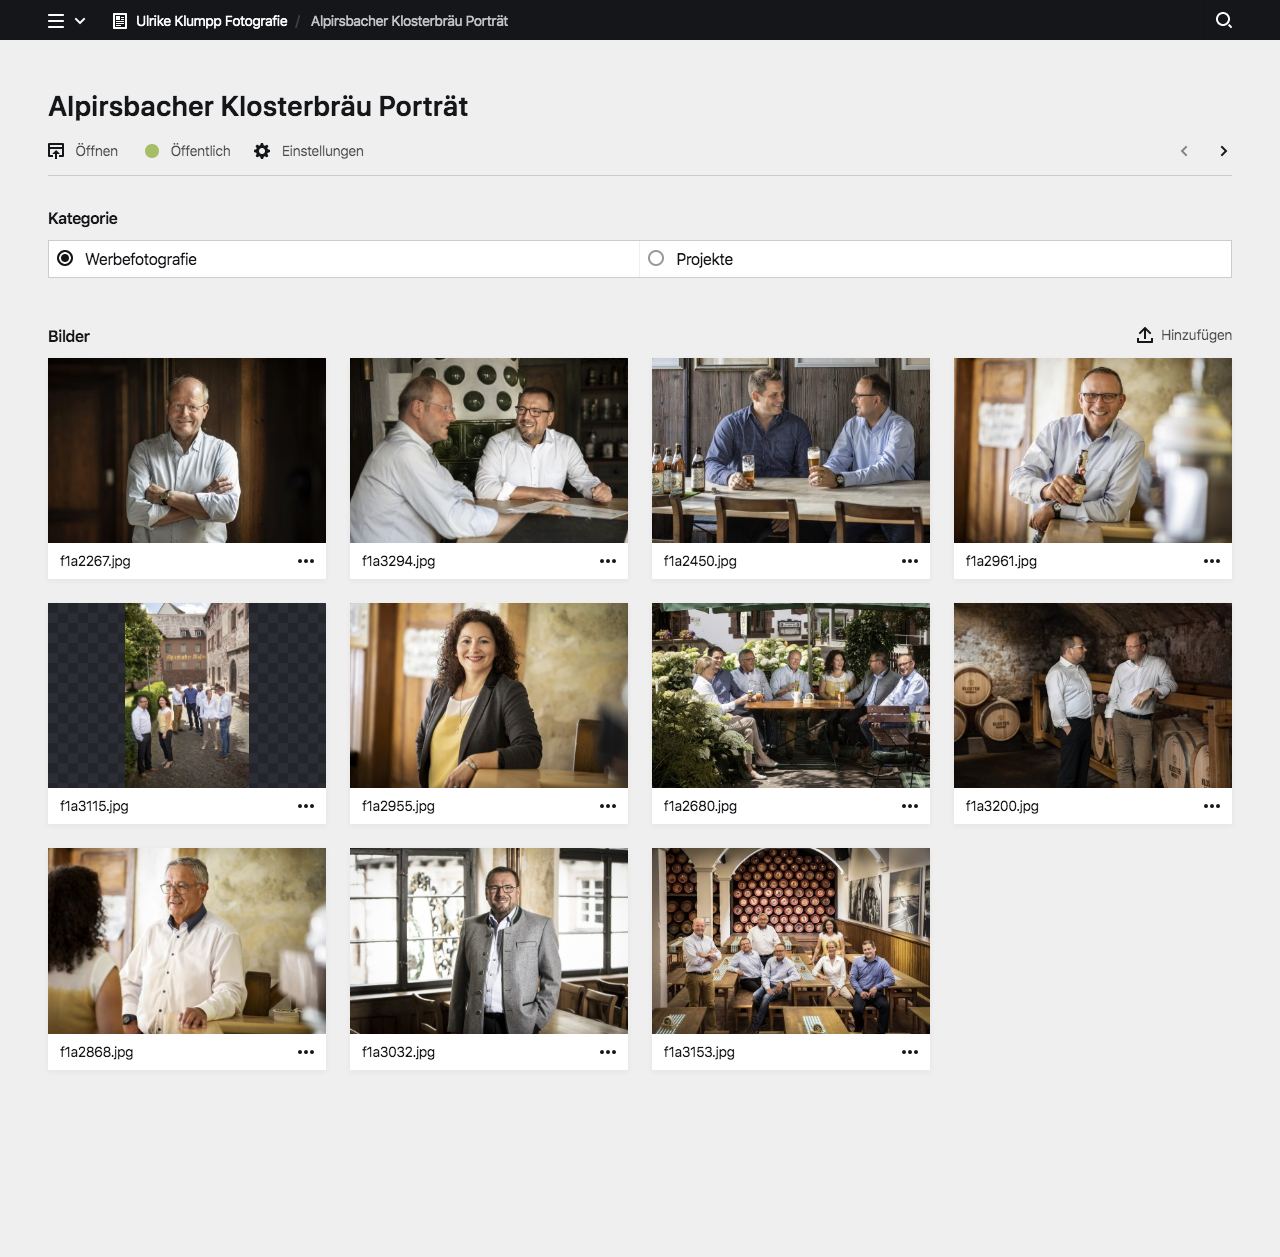 Ulrike Klumpp Fotografie / Alpirsbacher Klosterbräu Porträt
Alpirsbacher Klosterbräu Porträt
Öffnen Öffentlich Einstellungen
Kategorie
Werbefotografie Projekte
Bilder Hinzufügen
f1a2267.jpg f1a3294.jpg f1a2450.jpg f1a2961.jpg
f1a3115.jpg f1a2955.jpg f1a2680.jpg f1a3200.jpg
f1a2868.jpg f1a3032.jpg f1a3153.jpg